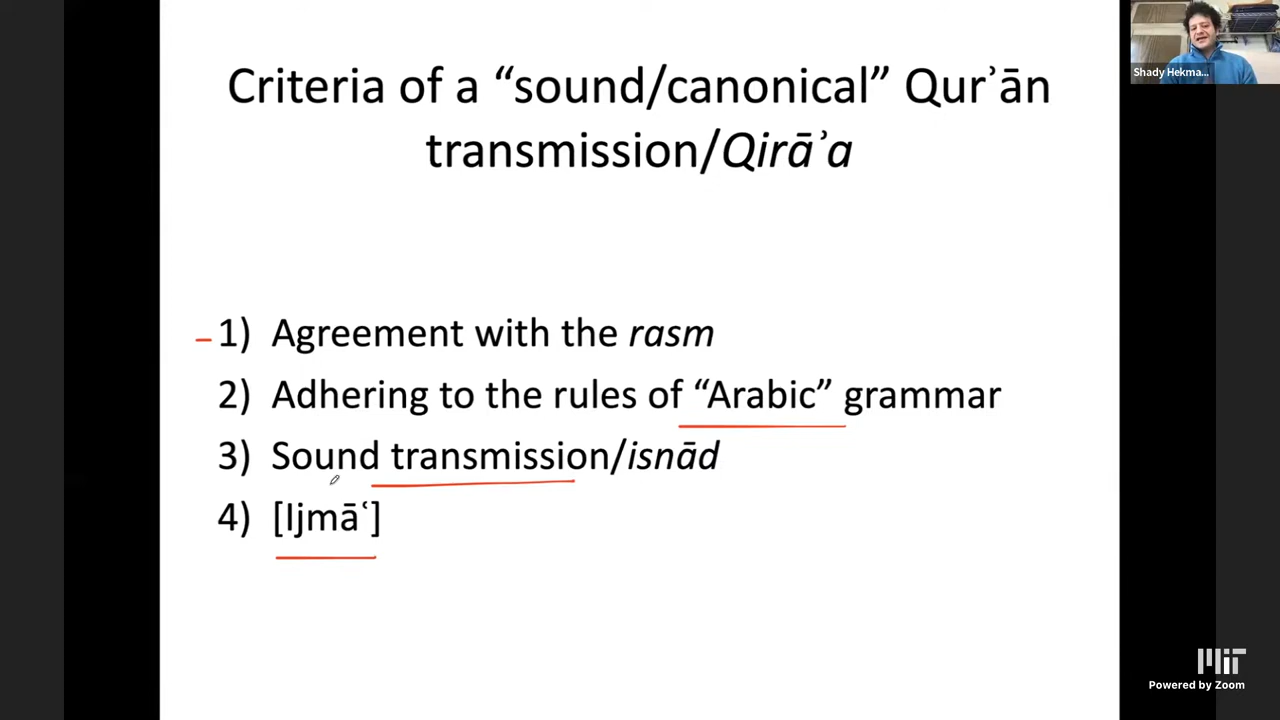 Criteria of a “sound/canonical” Qurʾān
transmission/Qirāʾa
1) Agreement with the rasm
2) Adhering to the rules of “Arabic” grammar
3) Sound transmission/isnād
4) [Ijmāʿ]
Shady Hekma...
MIT
Powered by Zoom